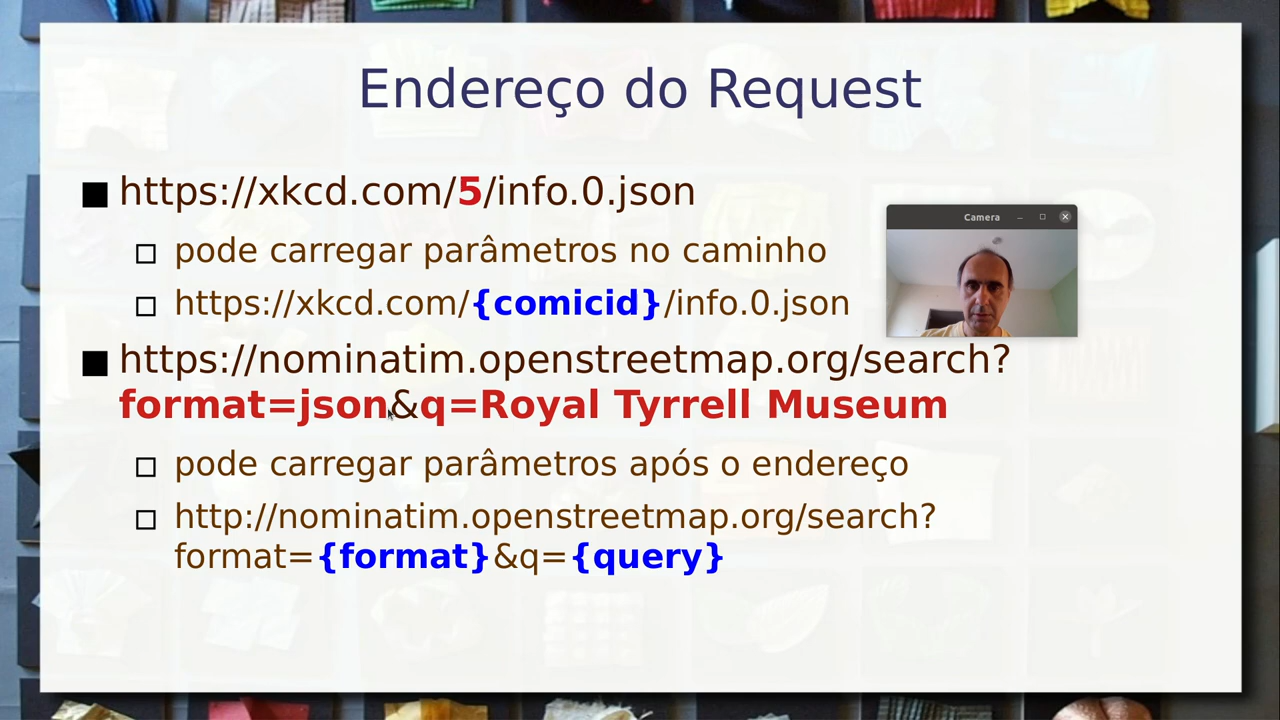 Endereço do Request
https://xkcd.com/5/info.0.json
pode carregar parâmetros no caminho
https://xkcd.com/{comicid}/info.0.json
Camera
https://nominatim.openstreetmap.org/search?
format=json&q=Royal Tyrrell Museum
pode carregar parâmetros após o endereço
http://nominatim.openstreetmap.org/search?
format={format}&q={query}